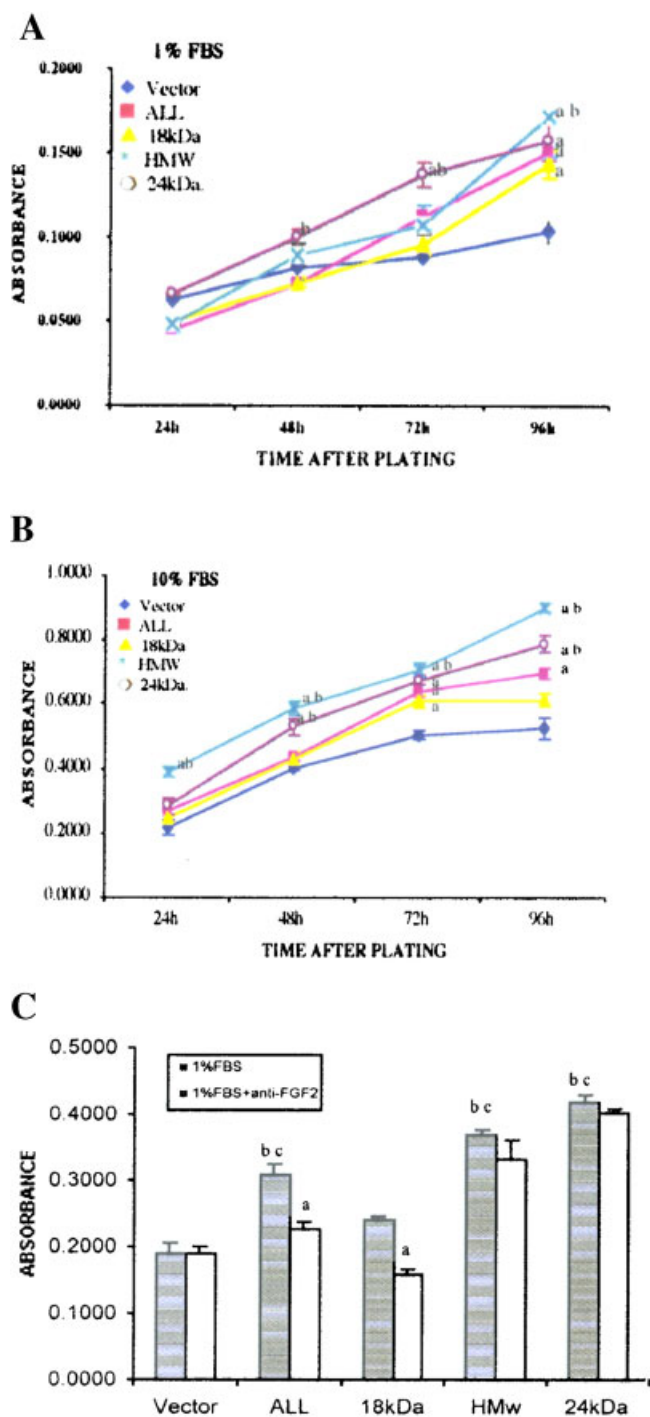 A
1% FBS
0.2000
Vector
ALL
18kDa
0.1500
HMW
24kDa.
0.1000
0.0500
0.0000
ABSORBANCE
a b
a
a
ab
b
24h
48h
72h
96h
TIME AFTER PLATING
B
1.0000
10% FBS
Vector
ALL
0.8000
18kDa
HMW
24kDa.
0.6000
0.4000
0.2000
0.0000
ABSORBANCE
a b
a b
a
a b
a
a
a
a b
a b
ab
24h
48h
72h
96h
TIME AFTER PLATING
C
0.5000
1%FBS
1%FBS+anti-FGF2
0.4000
0.3000
0.2000
0.1000
0.0000
ABSORBANCE
b c
a
a
b c
b c
Vector
ALL
18kDa
HMw
24kDa